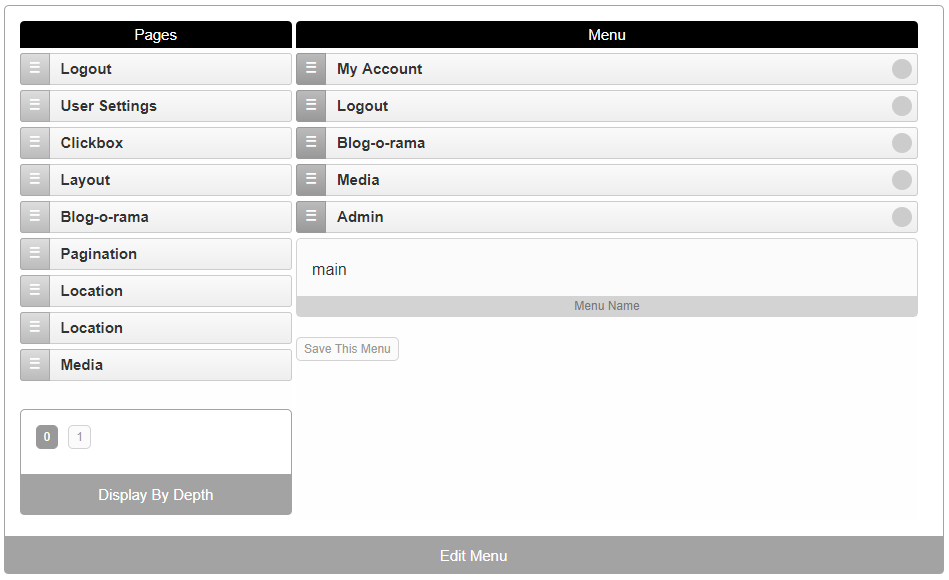 Pages
Logout
User Settings
Clickbox
Layout
Blog-o-rama
Pagination
Location
Location
Media
0 1
Display By Depth
Menu
My Account
Logout
Blog-o-rama
Media
Admin
main
Menu Name
Save This Menu
Edit Menu